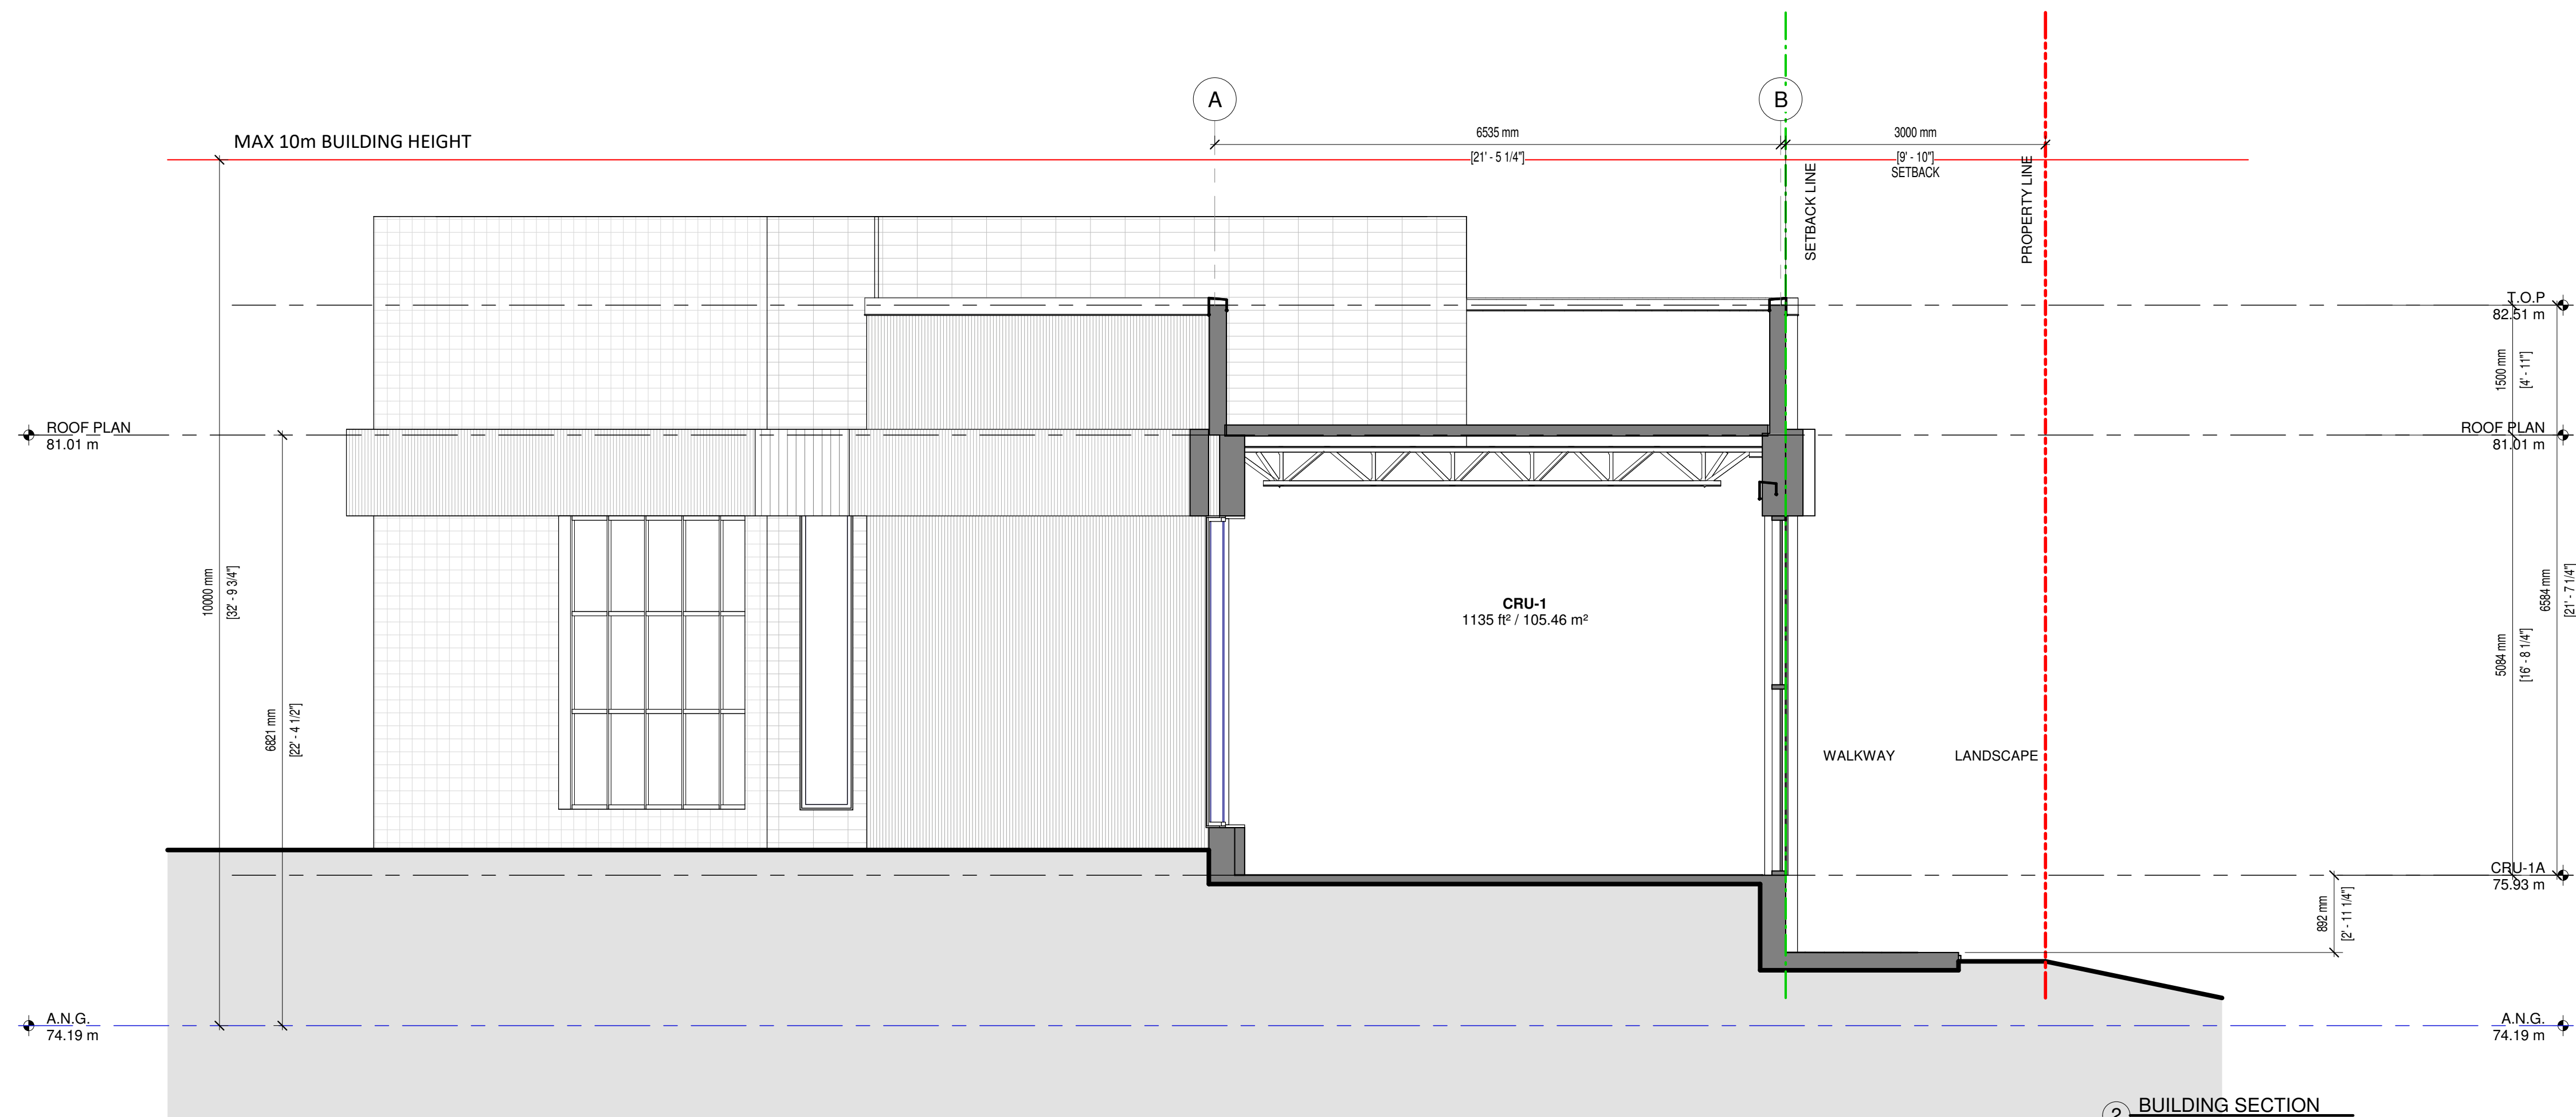 A
B
MAX 10m BUILDING HEIGHT
6535 mm
[21' - 5 1/4"]
3000 mm
[9' - 10"]
SETBACK
SETBACK LINE
PROPERTY LINE
T.O.P
82.51 m
1500 mm
[4' - 11"]
ROOF PLAN
81.01 m
ROOF PLAN
81.01 m
10000 mm
[32' - 9 3/4"]
6821 mm
[22' - 4 1/2"]
CRU-1
1135 ft² / 105.46 m²
5084 mm
[16' - 8 1/4"]
6584 mm
[21' - 7 1/4"]
WALKWAY
LANDSCAPE
CRU-1A
75.93 m
892 mm
[2' - 11 1/4"]
A.N.G.
74.19 m
A.N.G.
74.19 m
2
BUILDING SECTION